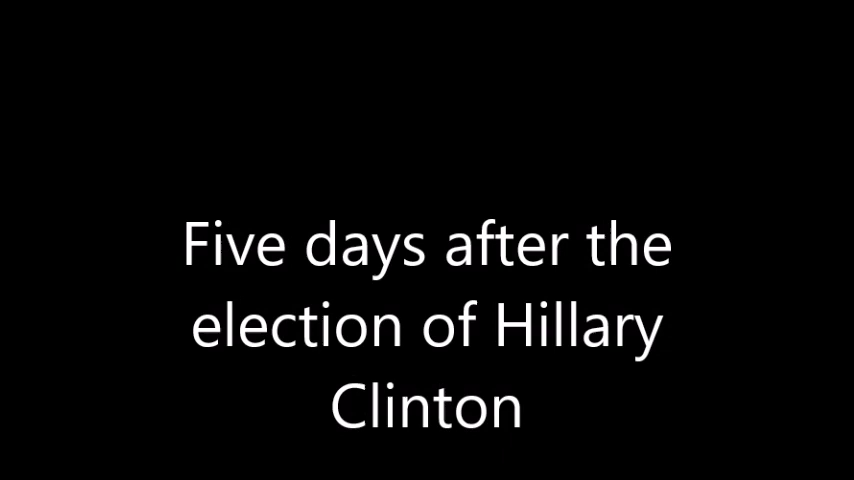 Five days after the
election of Hillary
Clinton